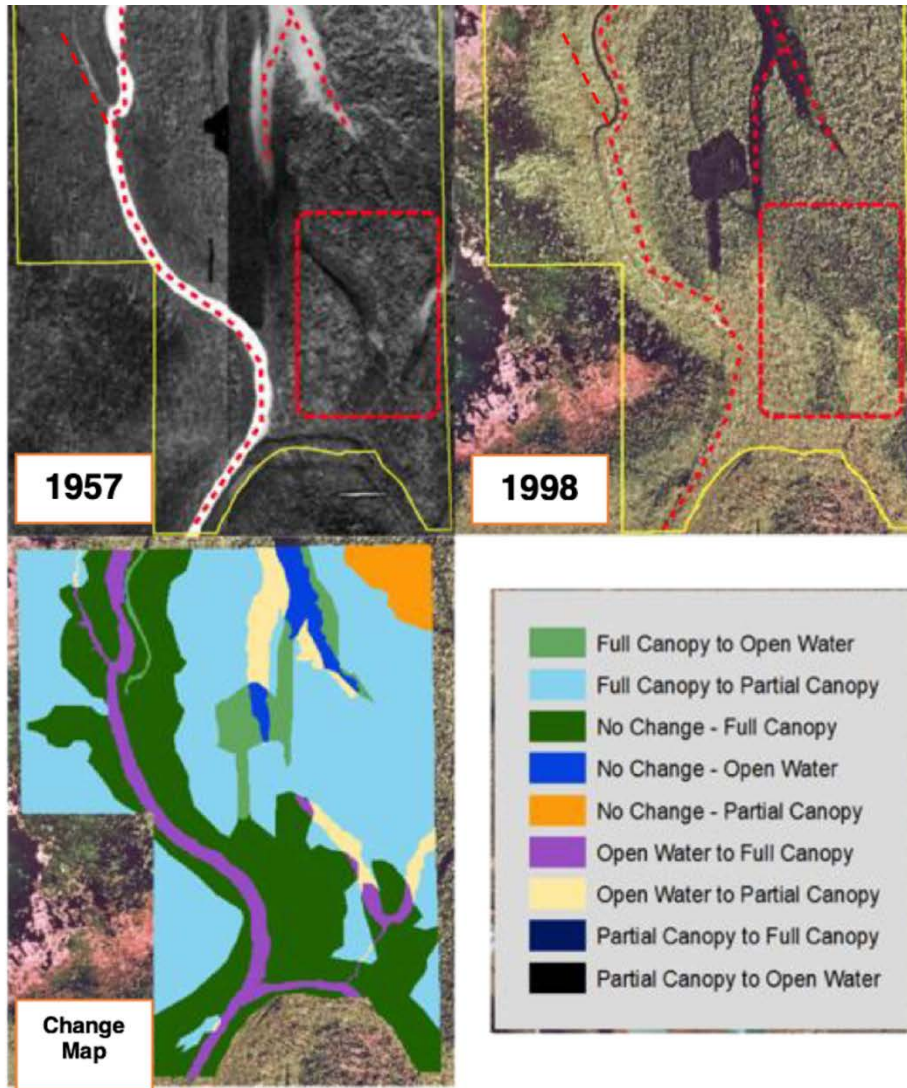 1957
1998
Change
Map
Full Canopy to Open Water
Full Canopy to Partial Canopy
No Change - Full Canopy
No Change - Open Water
No Change - Partial Canopy
Open Water to Full Canopy
Open Water to Partial Canopy
Partial Canopy to Full Canopy
Partial Canopy to Open Water